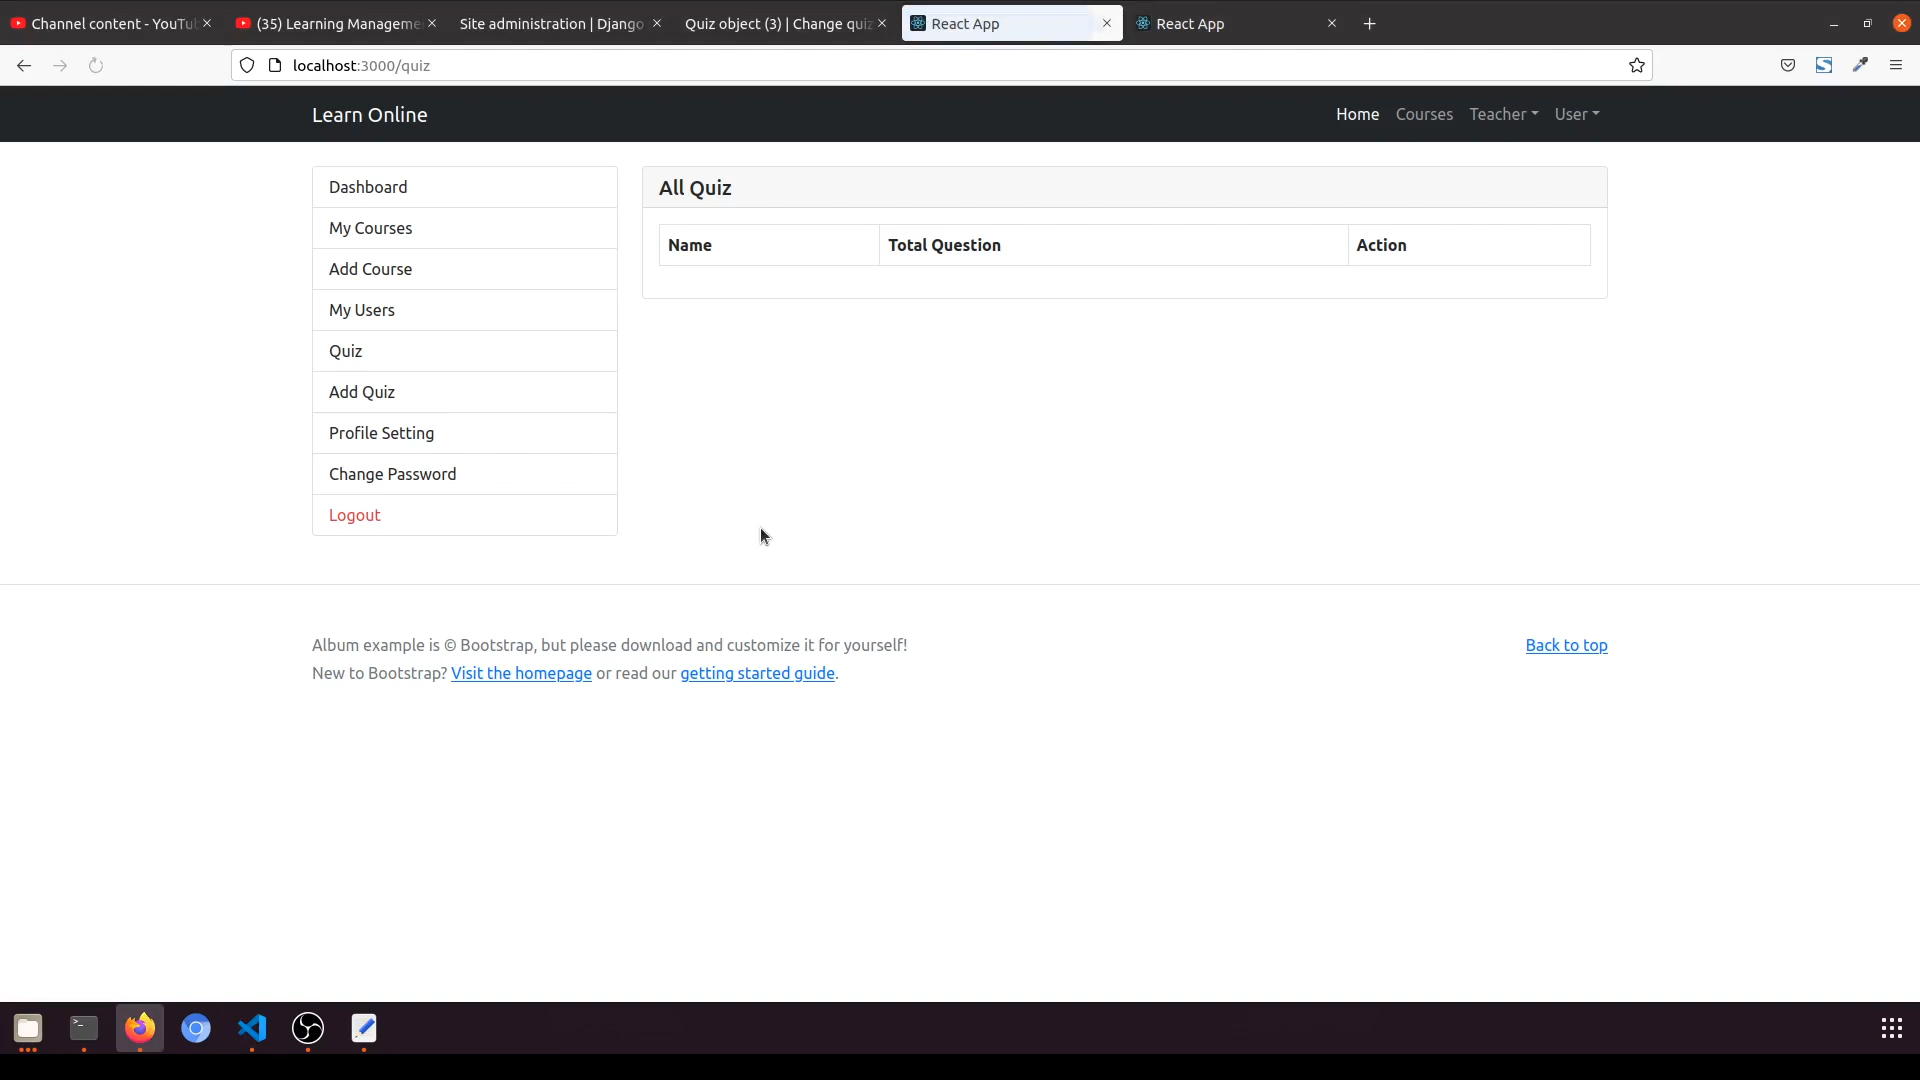 Channel content - YouTu
(35) Learning Manageme
Site administration | Django
Quiz object (3) | Change quiz
React App
React App
localhost:3000/quiz
Learn Online
Home
Courses
Teacher
User
Dashboard
My Courses
Add Course
My Users
Quiz
Add Quiz
Profile Setting
Change Password
Logout
All Quiz
Name
Total Question
Action
Album example is © Bootstrap, but please download and customize it for yourself!
Back to top
New to Bootstrap? Visit the homepage or read our getting started guide.